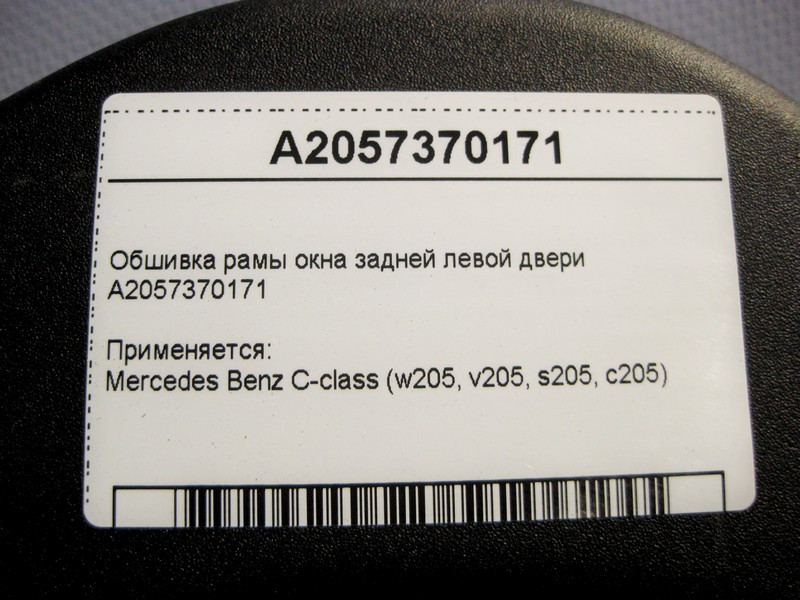 A2057370171
Обшивка рамы окна задней левой двери
A2057370171
Применяется:
Mercedes Benz C-class (w205, v205, s205, c205)